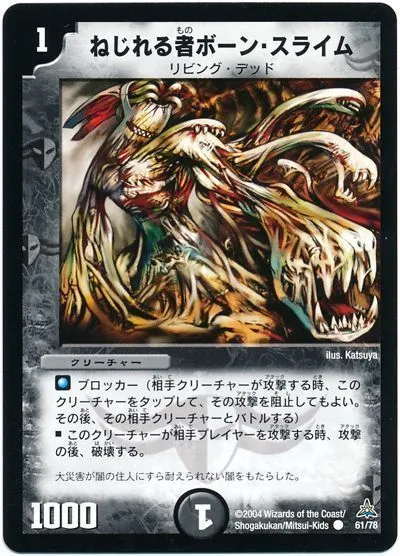 1
ねじれる者ボーン・スライム
もの
リビング・デッド
illus. Katsuya
クリーチャー
ブロッカー（相手クリーチャーが攻撃する時、この
クリーチャーをタップして、その攻撃を阻止してもよい。
その後、その相手クリーチャーとバトルする）
■ このクリーチャーが相手プレイヤーを攻撃する時、攻撃
の後、破壊する。
大災害が闇の住人にすら耐えられない闇をもたらした。
1000
1
©2004 Wizards of the Coast/
Shogakukan/Mitsui-Kids
61/78